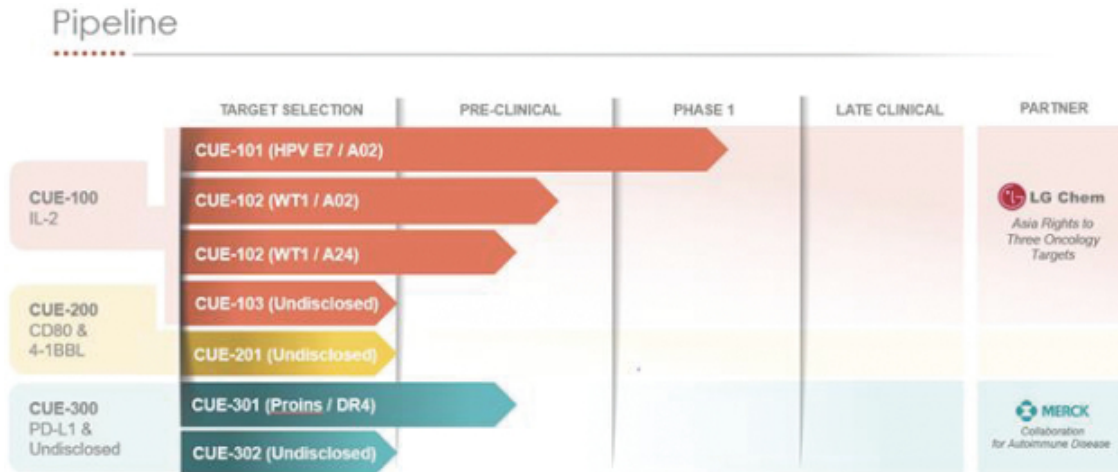 Pipeline
TARGET SELECTION
PRE-CLINICAL
PHASE 1
LATE CLINICAL
PARTNER
CUE-100
IL-2
CUE-101 (HPV E7 / A02)
CUE-102 (WT1 / A02)
CUE-102 (WT1 / A24)
CUE-103 (Undisclosed)
LG Chem
Asia Rights to
Three Oncology
Targets
CUE-200
CD80 &
4-1BBL
CUE-201 (Undisclosed)
CUE-300
PD-L1 &
Undisclosed
CUE-301 (Proins / DR4)
CUE-302 (Undisclosed)
MERCK
Collaboration
for Autoimmune Disease